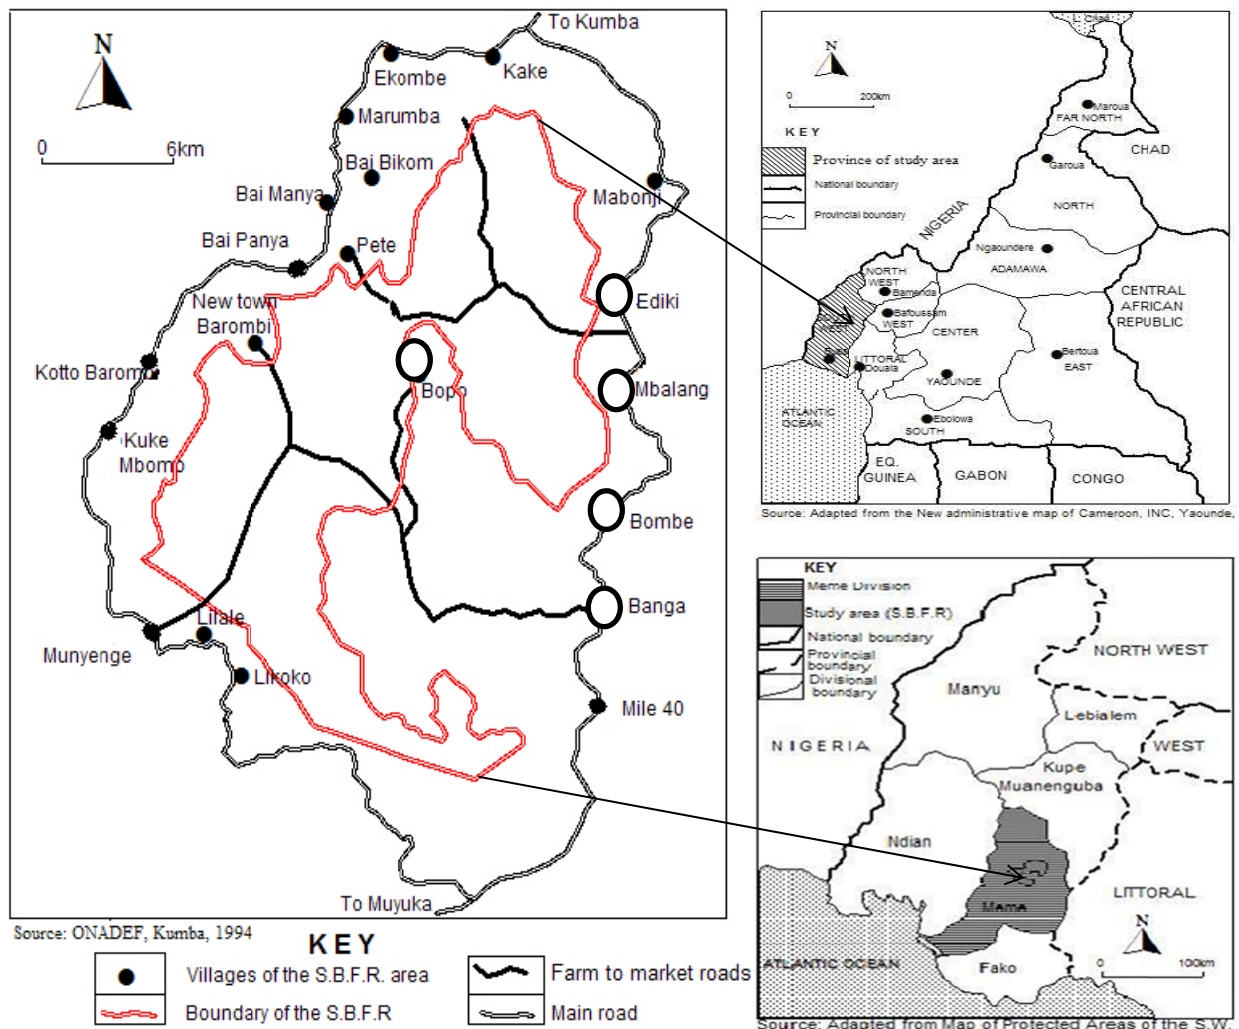 To Kumba
N
Ekombe
Kake
Marumba
0
6km
Bai Bikom
Bai Manya
Mabonji
Bai Panya
Pete
New town
Barombi
Ediki
Kotto Barombi
Bopo
Mbalang
Kuke
Mbomo
Bombe
Banga
Lifale
Munyenge
Likoko
Mile 40
To Muyuka
Source: ONADEF, Kumba, 1994
KEY
Villages of the S.B.F.R. area
Boundary of the S.B.F.R
Farm to market roads
Main road
L. Chad
N
0
200km
Maroua
FAR NORTH
KEY
CHAD
Province of study area
Garoua
National boundary
NORTH
Provincial boundary
NIGERIA
Ngaoundere
ADAMAWA
NORTH
WEST
Bamenda
CENTRAL
AFRICAN
REPUBLIC
Bafoussam
WEST
CENTER
Buea
LITTORAL
Douala
Bertoua
EAST
YAOUNDE
ATLANTIC
OCEAN
Ebolowa
SOUTH
EQ.
GUINEA
GABON
CONGO
Source: Adapted from the New administrative map of Cameroon, INC, Yaounde,
KEY
Meme Division
Study area (S.B.F.R)
National boundary
Provincial
boundary
Divisional
boundary
NORTH WEST
Manyu
Lebialem
NIGERIA
WEST
Kupe
Muanenguba
Ndian
LITTORAL
Meme
N
ATLANTIC OCEAN
Fako
0
100km
Source: Adapted from Map of Protected Areas of the S.W.